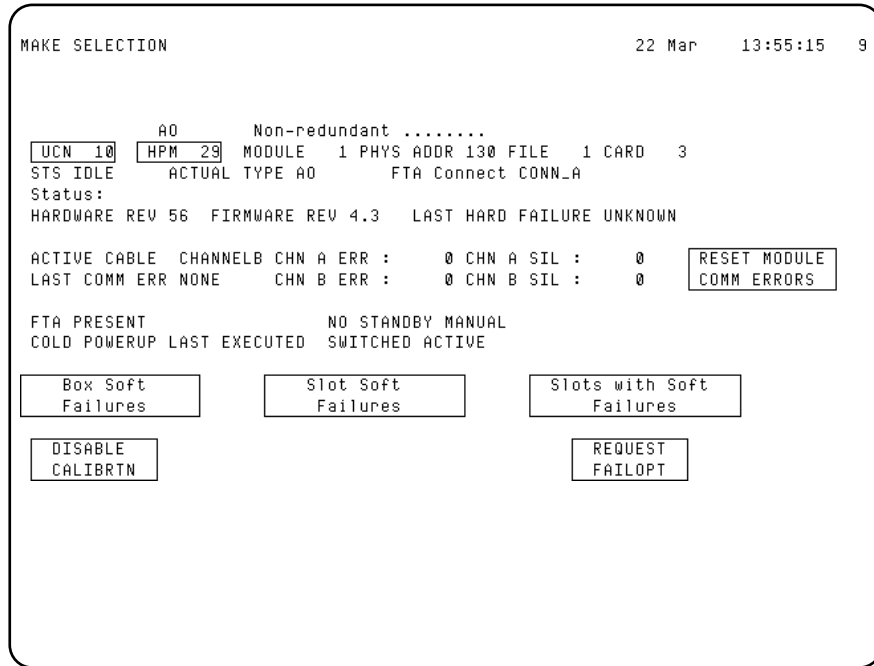 MAKE SELECTION 22 Mar 13:55:15 9
AO Non-redundant ........
UCN 10 HPM 29 MODULE 1 PHYS ADDR 130 FILE 1 CARD 3
STS IDLE ACTUAL TYPE AO FTA Connect CONN_A
Status:
HARDWARE REV 56 FIRMWARE REV 4.3 LAST HARD FAILURE UNKNOWN
ACTIVE CABLE CHANNELB CHN A ERR : 0 CHN A SIL : 0 RESET MODULE
LAST COMM ERR NONE CHN B ERR : 0 CHN B SIL : 0 COMM ERRORS
FTA PRESENT NO STANDBY MANUAL
COLD POWERUP LAST EXECUTED SWITCHED ACTIVE
Box Soft Slot Soft Slots with Soft
Failures Failures Failures
DISABLE REQUEST
CALIBRTN FAILOPT